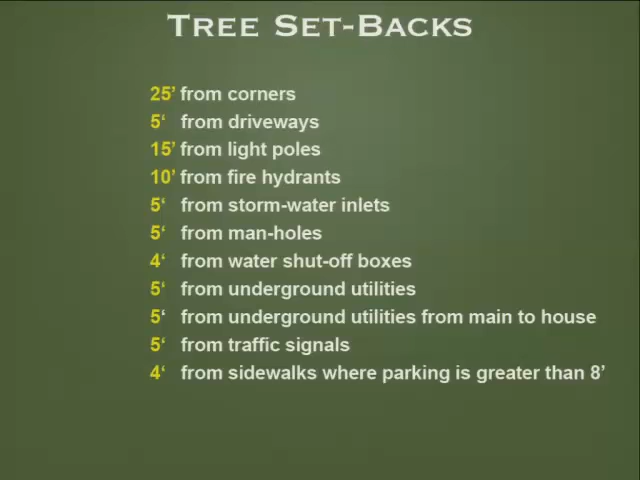 Tree Set-Backs
25’ from corners
5‘ from driveways
15’ from light poles
10’ from fire hydrants
5‘ from storm-water inlets
5‘ from man-holes
4‘ from water shut-off boxes
5‘ from underground utilities
5‘ from underground utilities from main to house
5‘ from traffic signals
4‘ from sidewalks where parking is greater than 8’